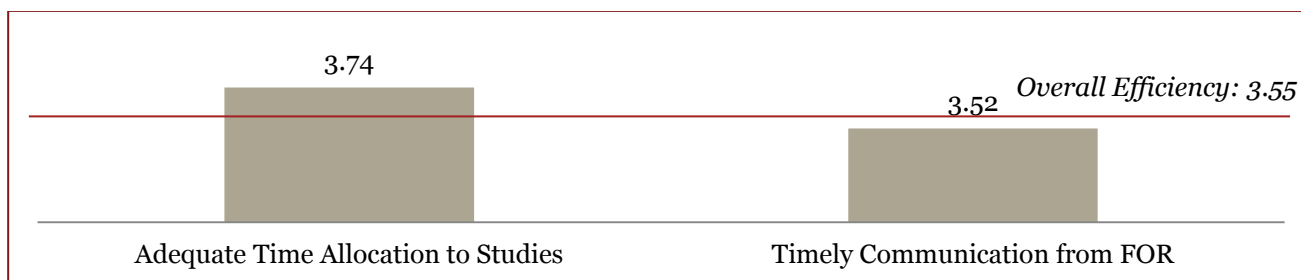 3.74
Overall Efficiency: 3.55
3.52
Adequate Time Allocation to Studies
Timely Communication from FOR